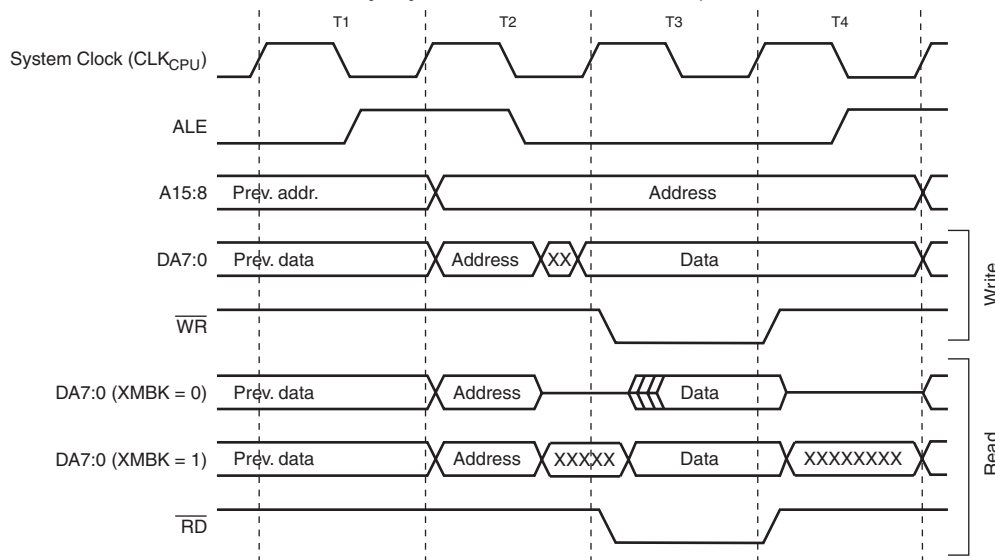 T1 T2 T3 T4
System Clock (CLKCPU)
ALE
A15:8 Prev. addr. Address
DA7:0 Prev. data Address XX Data
WR
Write
DA7:0 (XMBK = 0) Prev. data Address Data
DA7:0 (XMBK = 1) Prev. data Address XXXXX Data XXXXXXXX
RD
Read